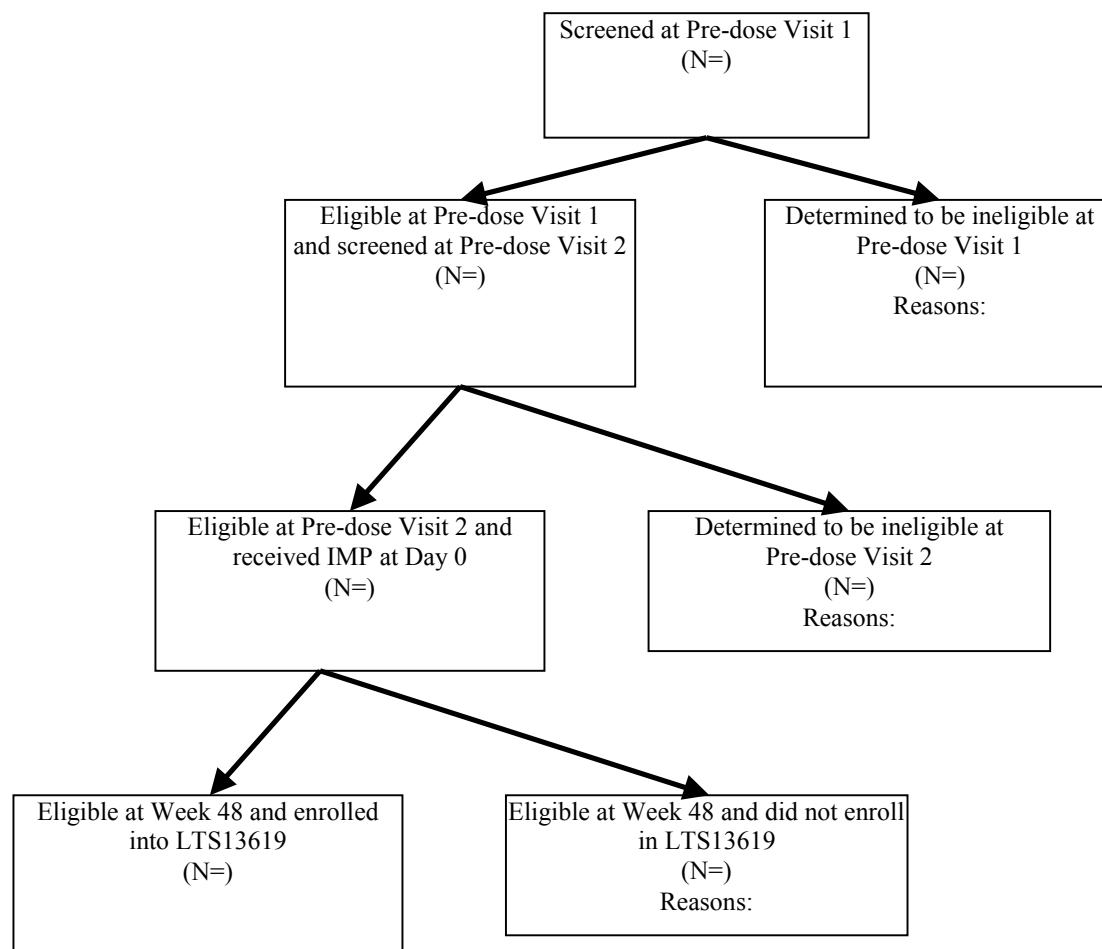 Screened at Pre-dose Visit 1
(N=)
Eligible at Pre-dose Visit 1
and screened at Pre-dose Visit 2
(N=)
Determined to be ineligible at
Pre-dose Visit 1
(N=)
Reasons:
Eligible at Pre-dose Visit 2 and
received IMP at Day 0
(N=)
Determined to be ineligible at
Pre-dose Visit 2
(N=)
Reasons:
Eligible at Week 48 and enrolled
into LTS13619
(N=)
Eligible at Week 48 and did not enroll
in LTS13619
(N=)
Reasons: